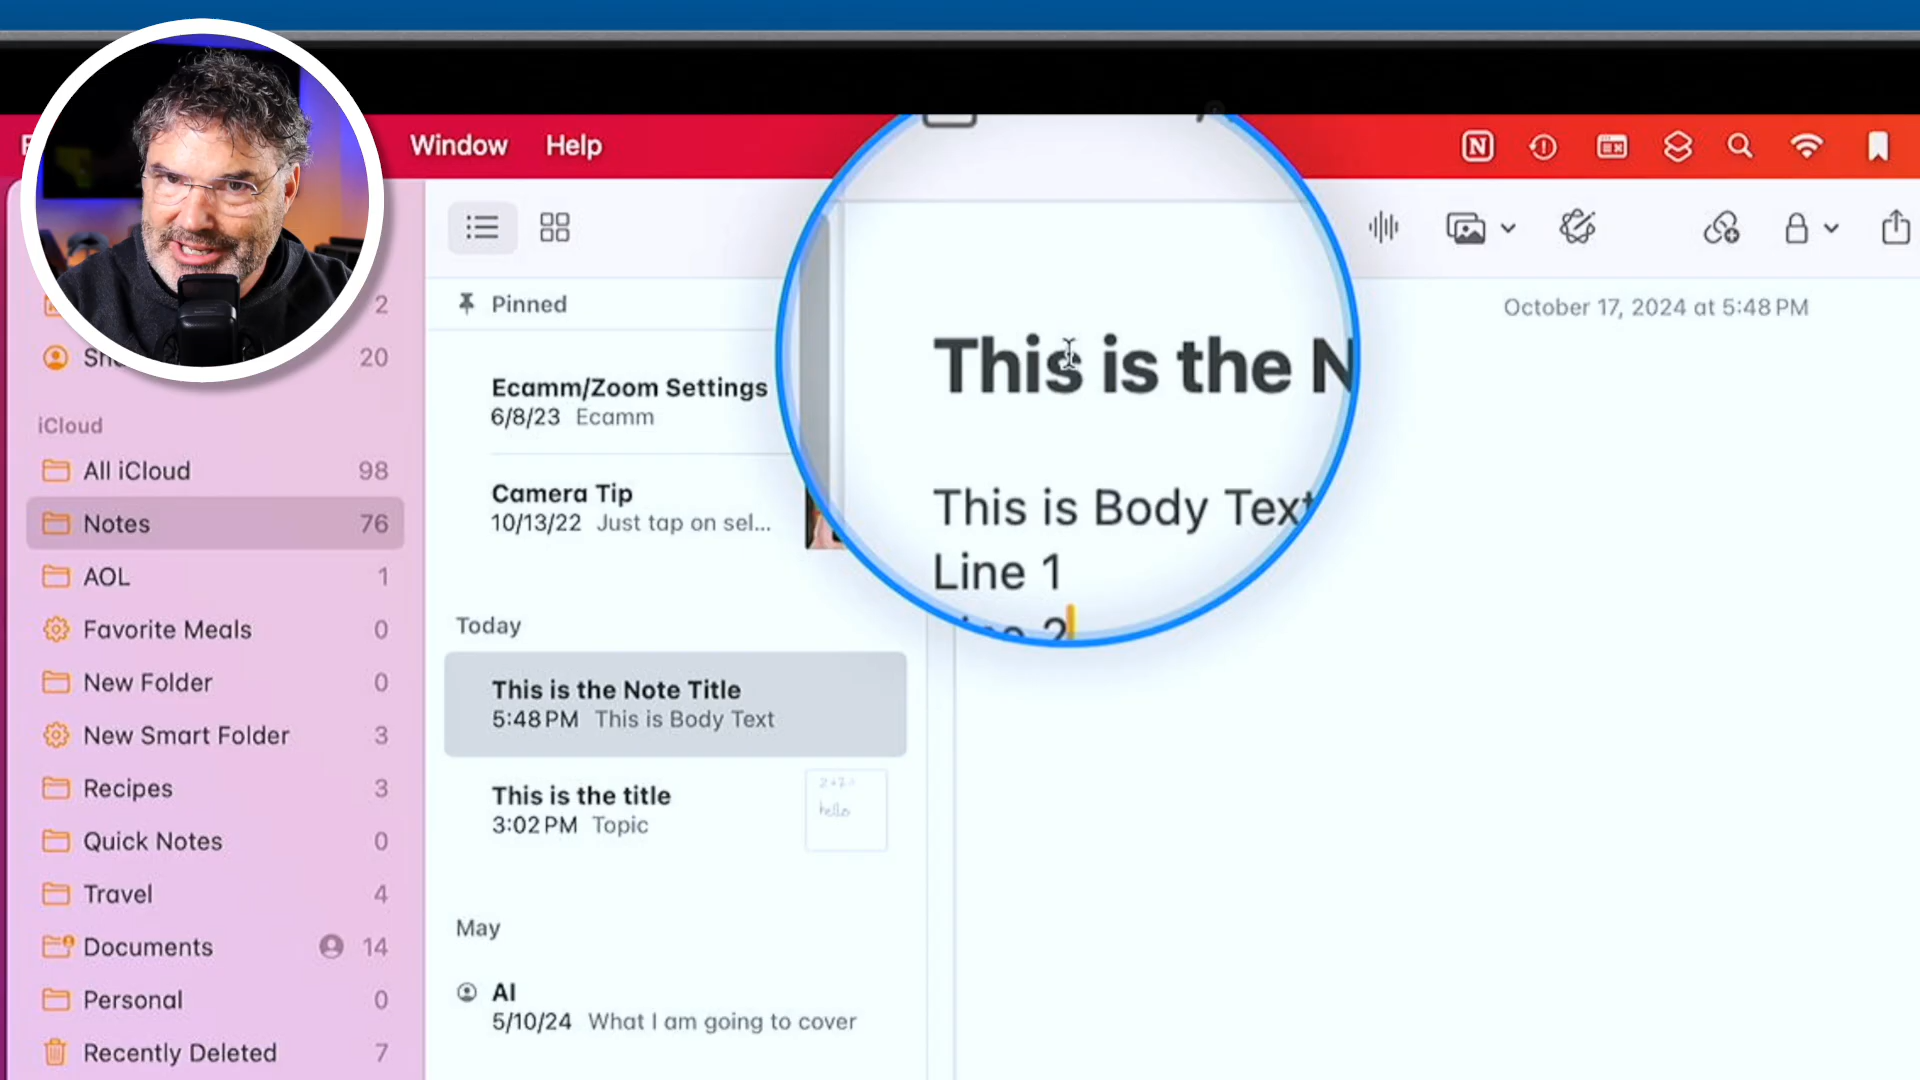 Window Help
N
October 17, 2024 at 5:48 PM
2
20
iCloud
All iCloud 98
Notes 76
AOL 1
Favorite Meals 0
New Folder 0
New Smart Folder 3
Recipes 3
Quick Notes 0
Travel 4
Documents 14
Personal 0
Recently Deleted 7
Pinned
Ecamm/Zoom Settings
6/8/23 Ecamm
Camera Tip
10/13/22 Just tap on sel...
Today
This is the Note Title
5:48 PM This is Body Text
This is the title
3:02 PM Topic
hello
May
AI
5/10/24 What I am going to cover
This is the N
This is Body Text
Line 1
Line 2